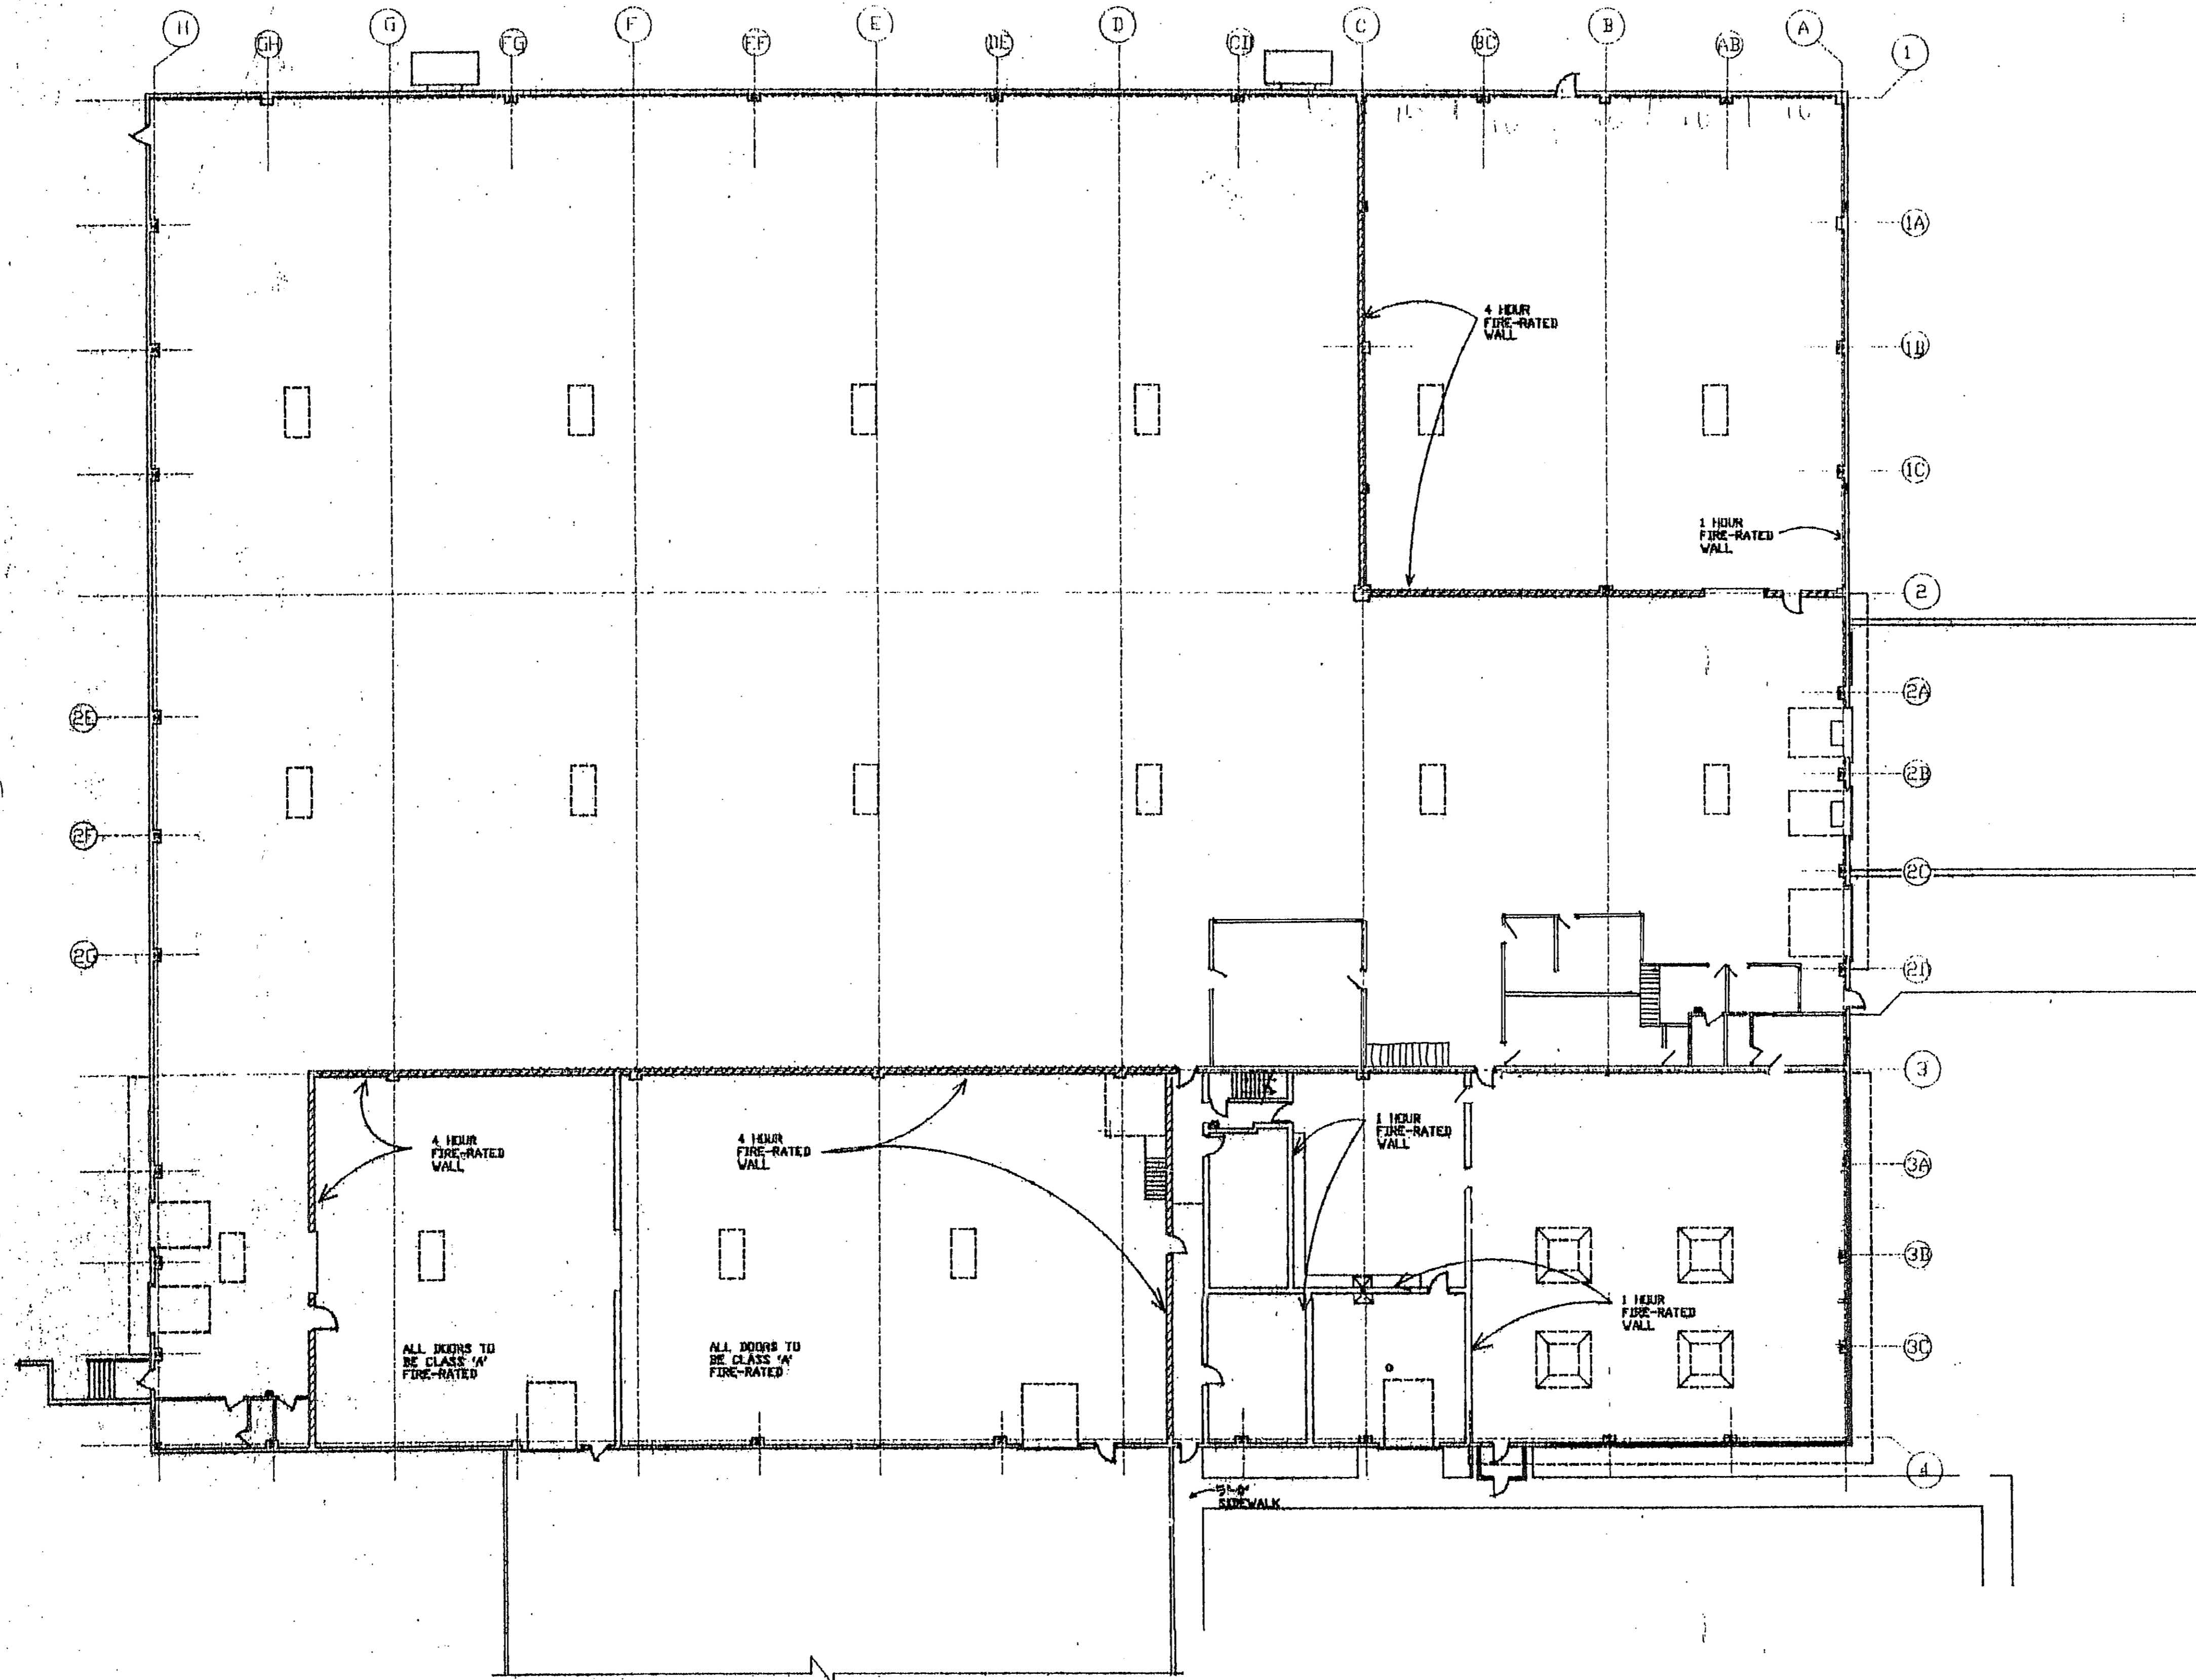 H
GH
G
FG
F
EF
E
DE
D
CD
C
BC
B
AB
A
1
1A
1B
4 HOUR
FIRE-RATED
WALL
1C
1 HOUR
FIRE-RATED
WALL
2
2A
2E
2B
2F
2C
2G
2D
3
4 HOUR
FIRE-RATED
WALL
4 HOUR
FIRE-RATED
WALL
1 HOUR
FIRE-RATED
WALL
3A
3B
1 HOUR
FIRE-RATED
WALL
3C
ALL DOORS TO
BE CLASS 'A'
FIRE-RATED
ALL DOORS TO
BE CLASS 'A'
FIRE-RATED
4
5'-0"
SIDEWALK